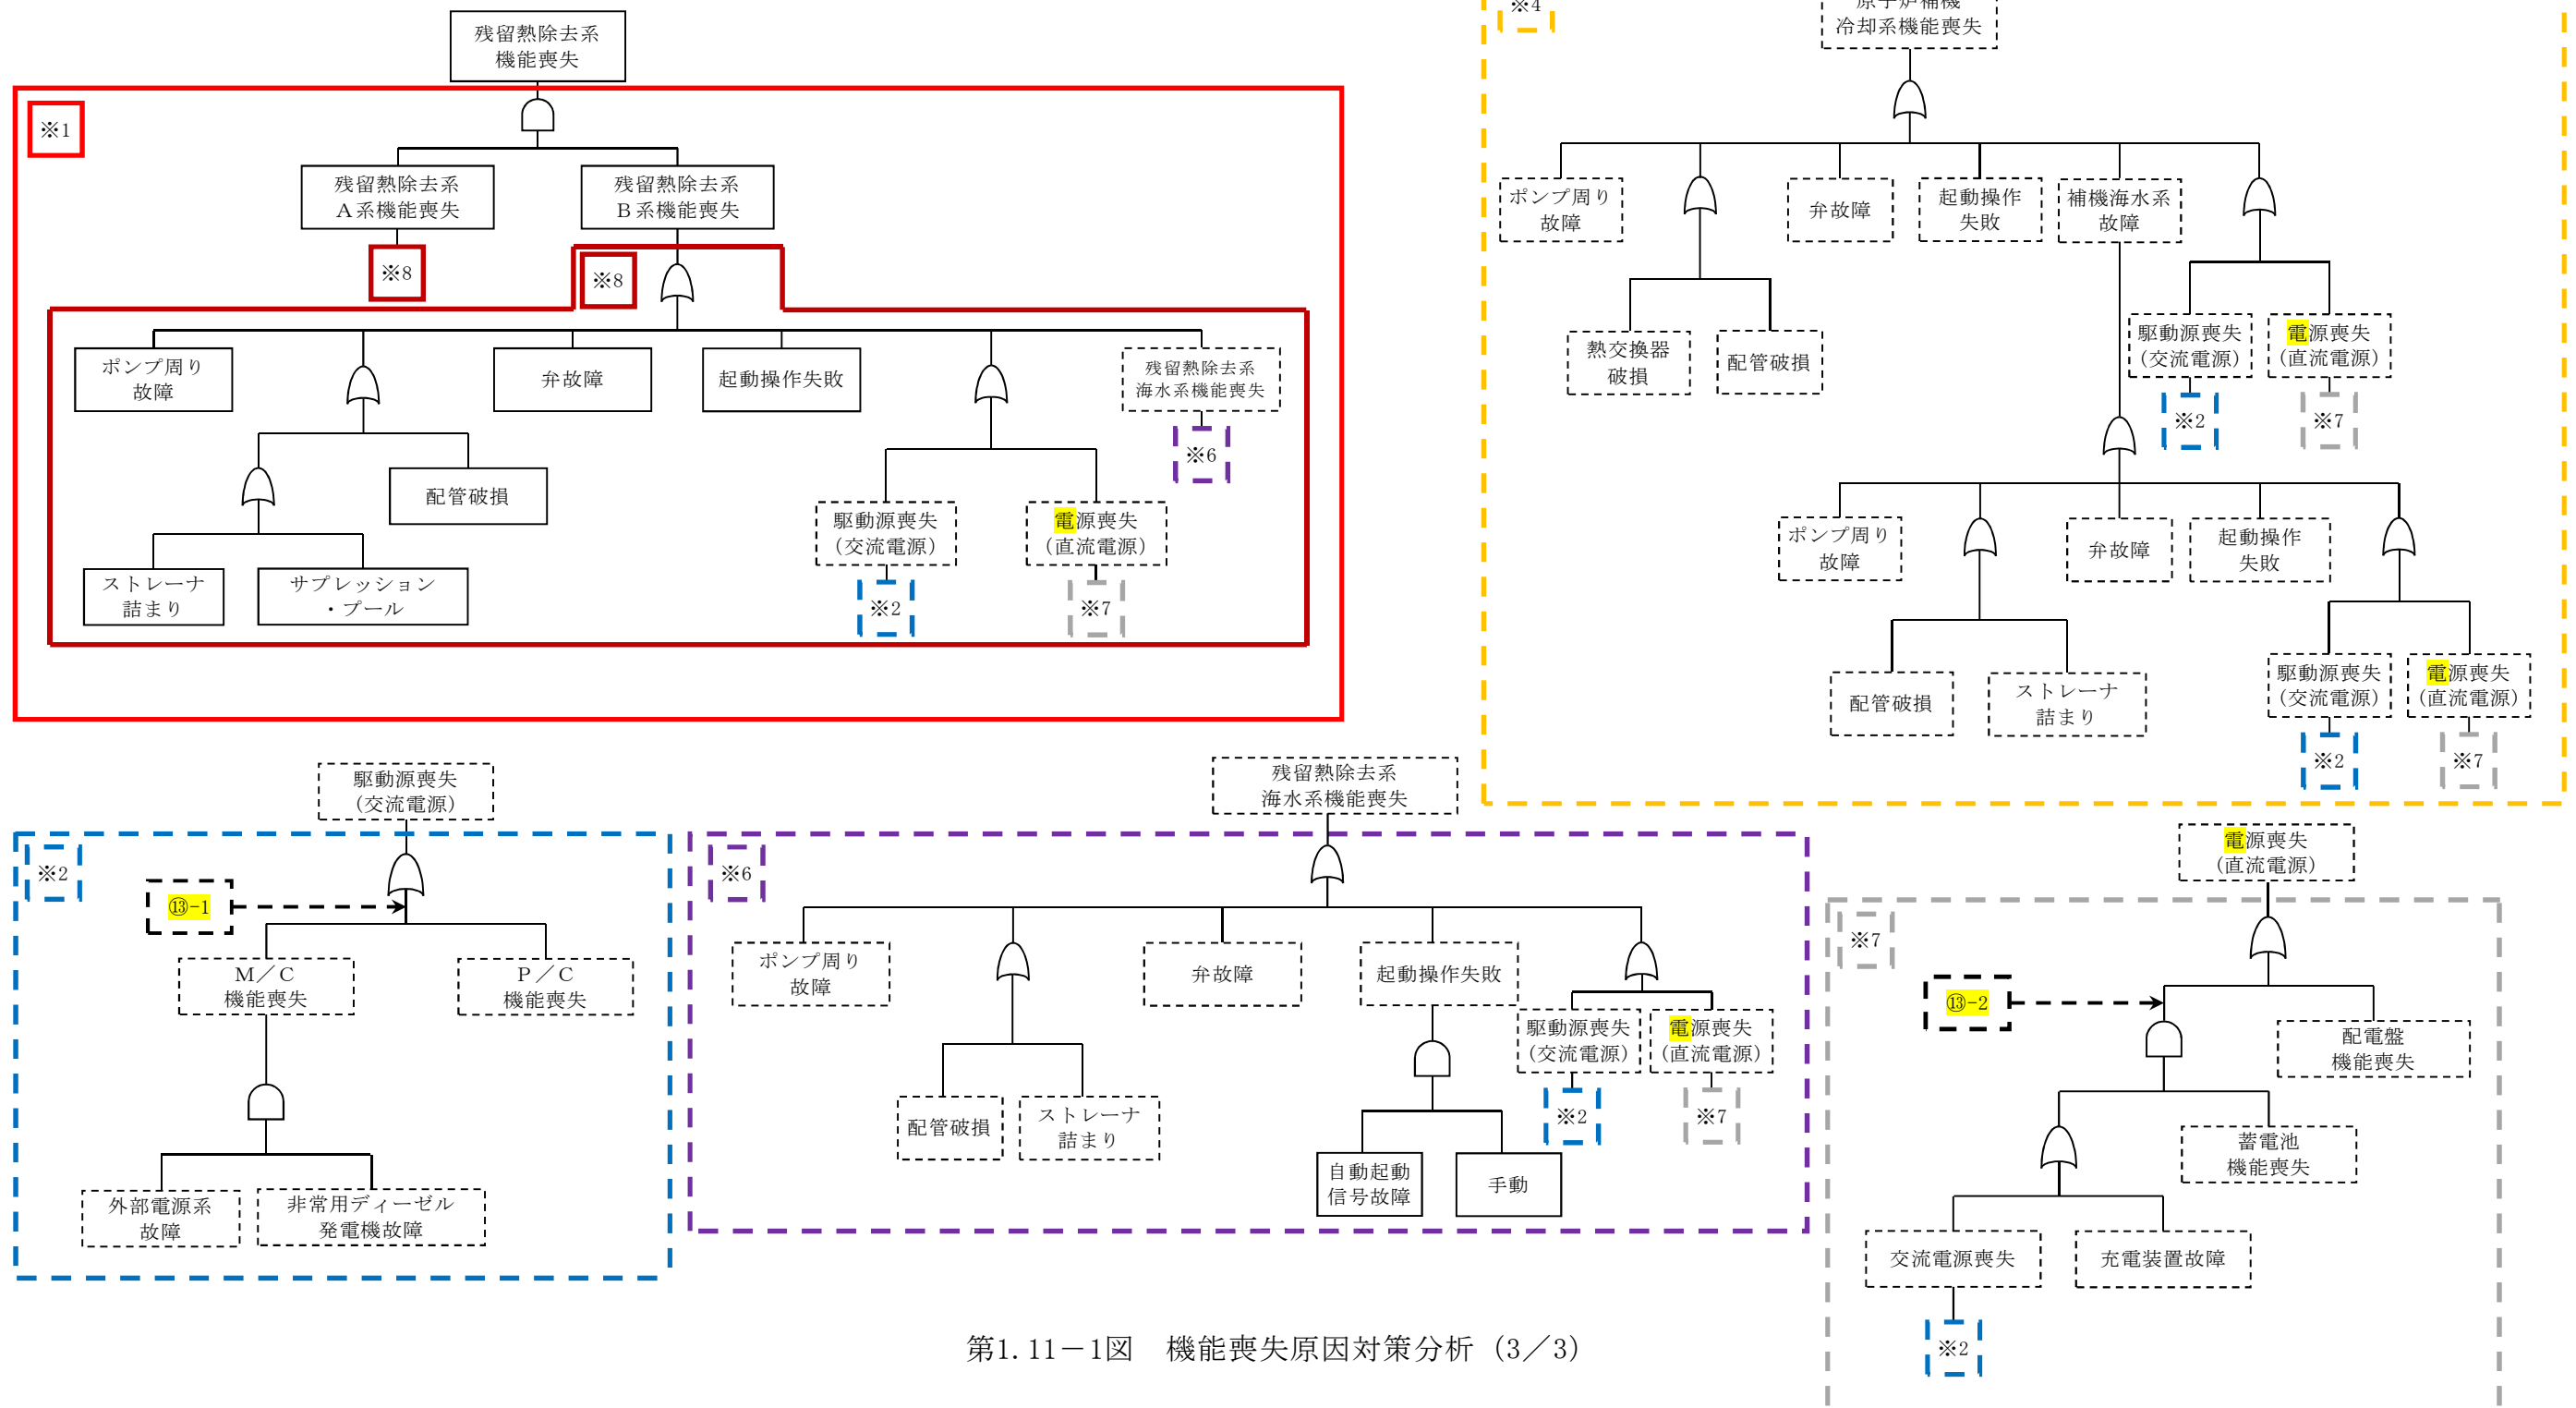 残留熱除去系
機能喪失
※1
残留熱除去系
A系機能喪失
残留熱除去系
B系機能喪失
※8
※8
ポンプ周り
故障
弁故障
起動操作失敗
残留熱除去系
海水系機能喪失
※6
配管破損
ストレーナ
詰まり
サプレッション
・プール
駆動源喪失
(交流電源)
電源喪失
(直流電源)
※2
※7
※4
冷却系機能喪失
ポンプ周り
故障
弁故障
起動操作
失敗
補機海水系
故障
熱交換器
破損
配管破損
駆動源喪失
(交流電源)
電源喪失
(直流電源)
※2
※7
ポンプ周り
故障
弁故障
起動操作
失敗
配管破損
ストレーナ
詰まり
駆動源喪失
(交流電源)
電源喪失
(直流電源)
※2
※7
駆動源喪失
(交流電源)
※2
⑬-1
M／C
機能喪失
P／C
機能喪失
外部電源系
故障
非常用ディーゼル
発電機故障
残留熱除去系
海水系機能喪失
※6
ポンプ周り
故障
弁故障
起動操作失敗
駆動源喪失
(交流電源)
電源喪失
(直流電源)
※2
※7
配管破損
ストレーナ
詰まり
自動起動
信号故障
手動
電源喪失
(直流電源)
※7
⑬-2
配電盤
機能喪失
蓄電池
機能喪失
交流電源喪失
充電装置故障
※2
第1.11－1図　機能喪失原因対策分析（3／3）